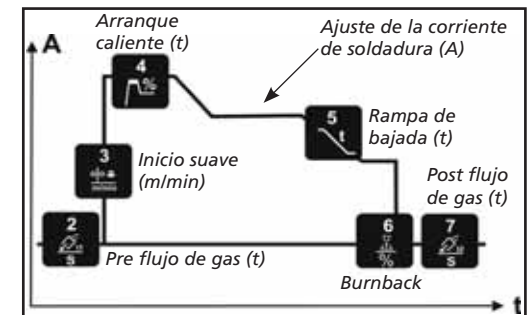 A
Arranque
caliente (t)
Ajuste de la corriente
de soldadura (A)
4
%
5
t
Rampa de
bajada (t)
3
Inicio suave
(m/min)
Post flujo
de gas (t)
2
s
Pre flujo de gas (t)
6
%
7
s
Burnback
t